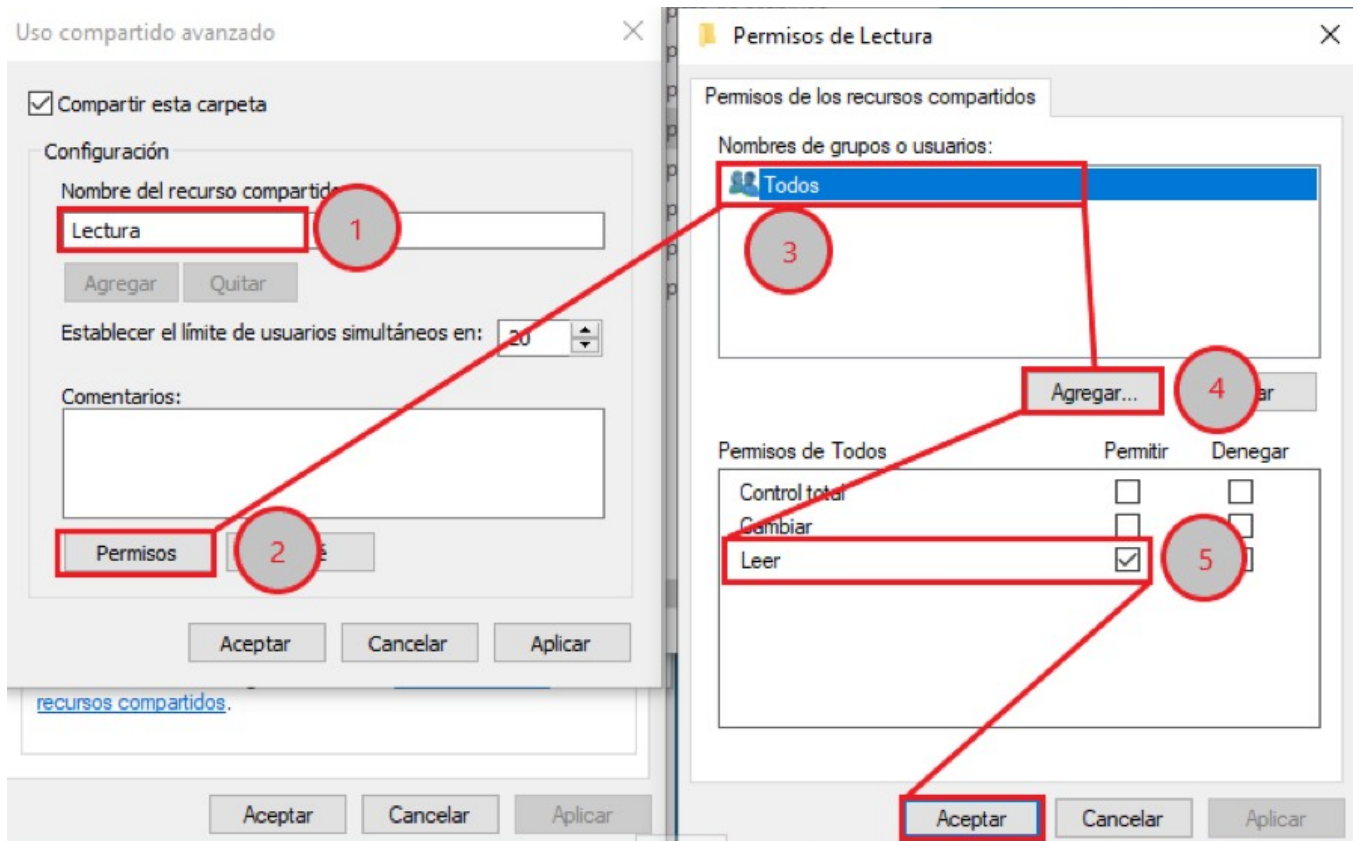 Uso compartido avanzado
Compartir esta carpeta
Configuración
Nombre del recurso compartido
Lectura
1
Agregar
Quitar
Establecer el límite de usuarios simultáneos en:
20
Comentarios:
Permisos
2
Aceptar
Cancelar
Aplicar
recursos compartidos.
Aceptar
Cancelar
Aplicar
Permisos de Lectura
Permisos de los recursos compartidos
Nombres de grupos o usuarios:
Todos
3
Agregar...
4
Permisos de Todos
Permitir
Denegar
Control total
Cambiar
Leer
5
Aceptar
Cancelar
Aplicar